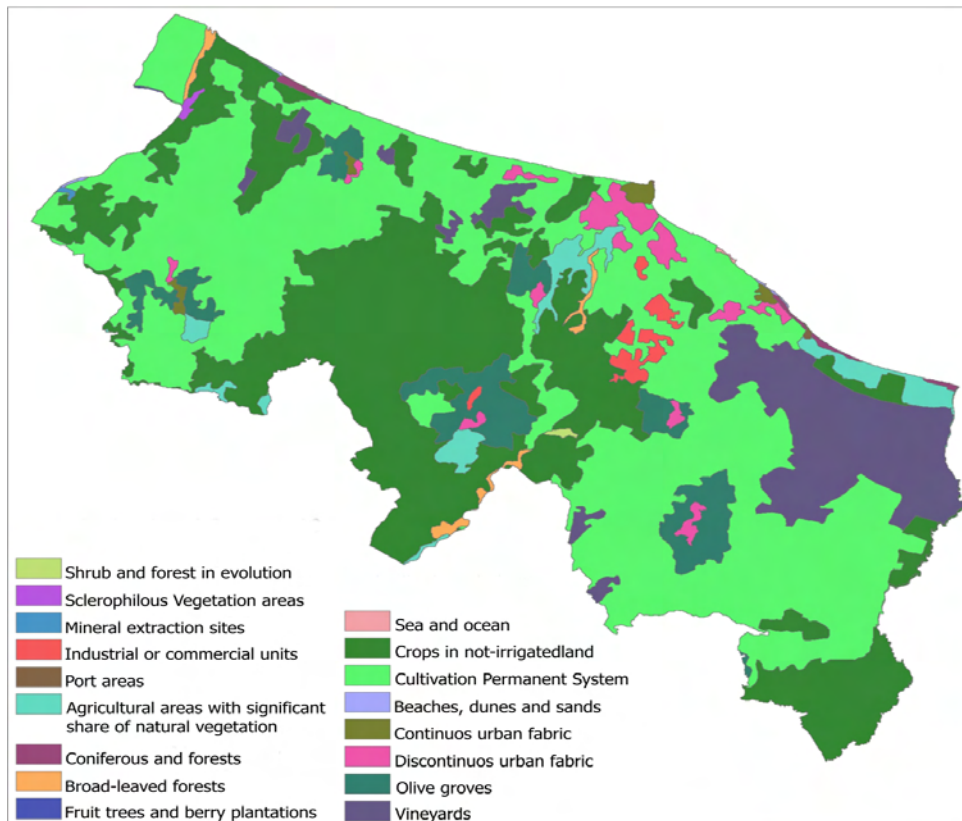 Shrub and forest in evolution
Sclerophilous Vegetation areas
Mineral extraction sites
Industrial or commercial units
Port areas
Agricultural areas with significant
share of natural vegetation
Coniferous and forests
Broad-leaved forests
Fruit trees and berry plantations
Sea and ocean
Crops in not-irrigatedland
Cultivation Permanent System
Beaches, dunes and sands
Continuos urban fabric
Discontinuos urban fabric
Olive groves
Vineyards